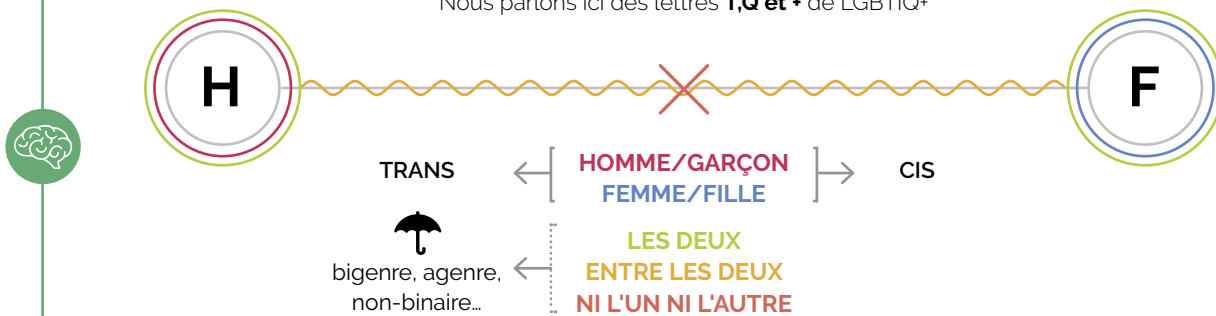 Nous parlons ici des lettres T,Q et + de LGBTIQ+
H
F
TRANS
HOMME/GARÇON
FEMME/FILLE
CIS
bigenre, agenre,
non-binaire…
LES DEUX
ENTRE LES DEUX
NI L'UN NI L'AUTRE